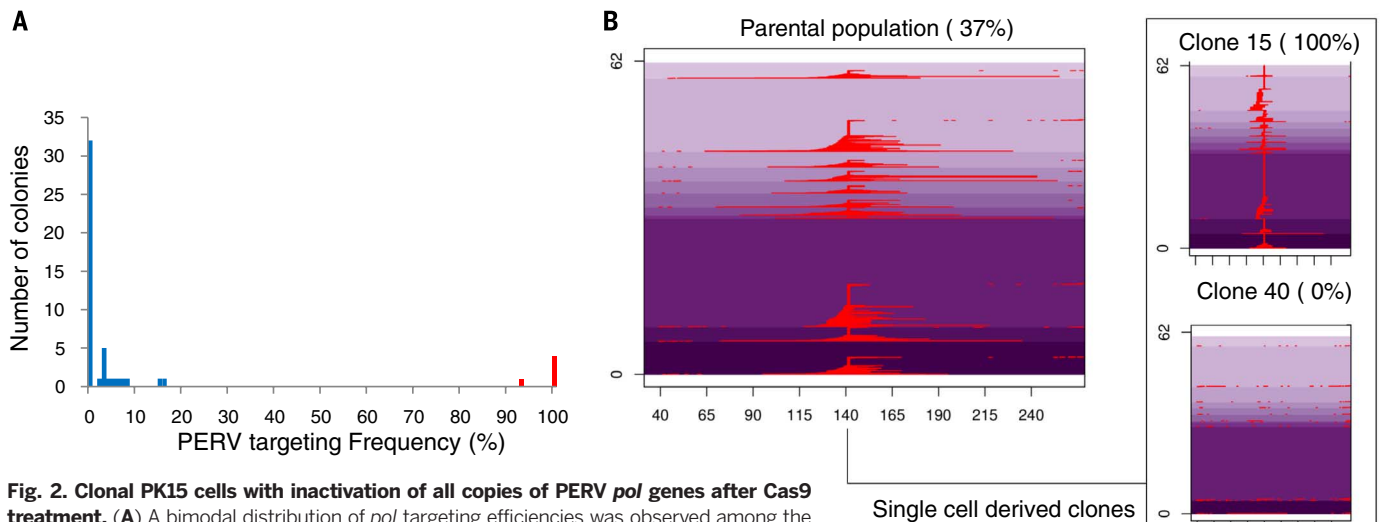 A
35
30
25
20
15
10
5
0
Number of colonies
0 10 20 30 40 50 60 70 80 90 100
PERV targeting Frequency (%)
B
Parental population ( 37%)
62
0
40 65 90 115 140 165 190 215 240
Single cell derived clones
Clone 15 ( 100%)
62
0
Clone 40 ( 0%)
62
0
Fig. 2. Clonal PK15 cells with inactivation of all copies of PERV pol genes after Cas9
treatment. (A) A bimodal distribution of pol targeting efficiencies was observed among the